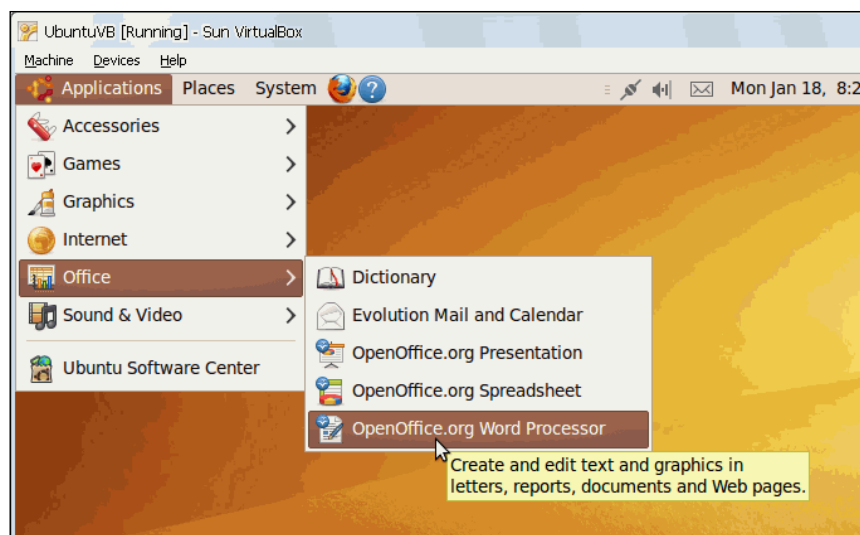 UbuntuVB [Running] - Sun VirtualBox
Machine Devices Help
Applications Places System ? Mon Jan 18, 8:2
Accessories
Games
Graphics
Internet
Office
Dictionary
Sound & Video
Evolution Mail and Calendar
OpenOffice.org Presentation
Ubuntu Software Center
OpenOffice.org Spreadsheet
OpenOffice.org Word Processor
Create and edit text and graphics in
letters, reports, documents and Web pages.